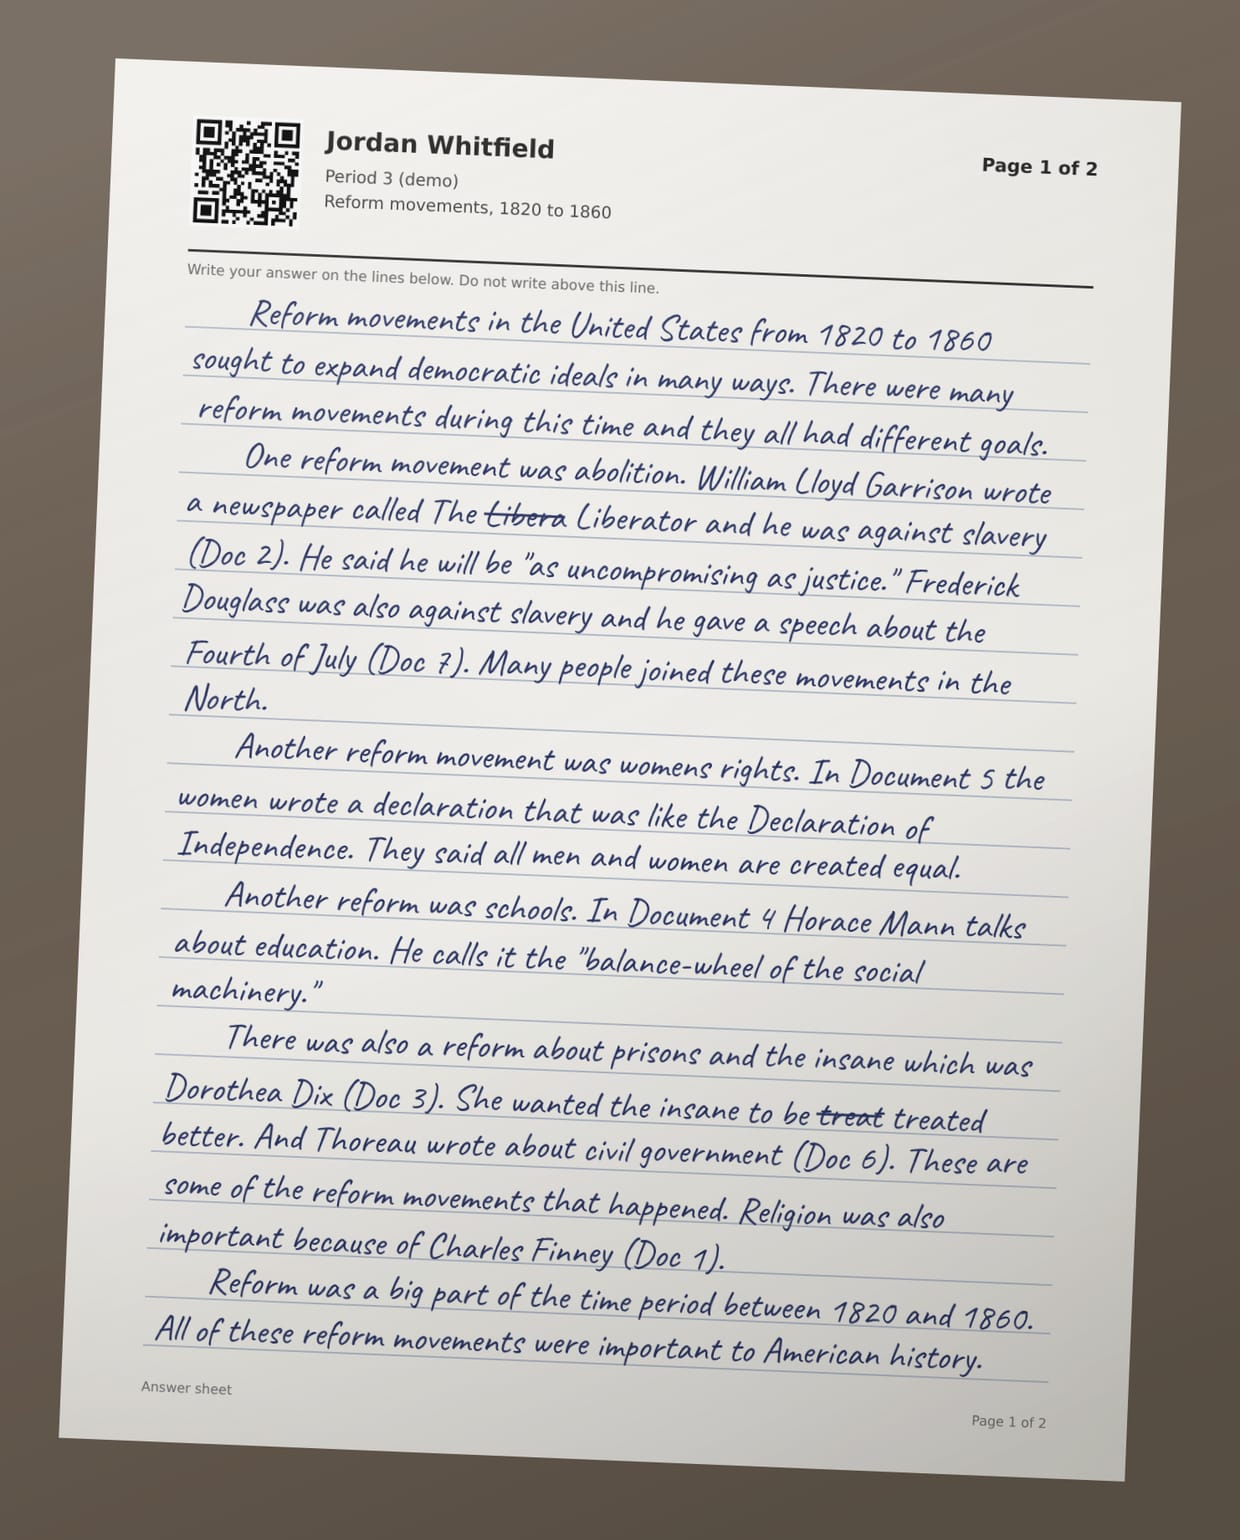 Jordan Whitfield
Period 3 (demo)
Reform movements, 1820 to 1860
Page 1 of 2
Write your answer on the lines below. Do not write above this line.
Reform movements in the United States from 1820 to 1860
sought to expand democratic ideals in many ways. There were many
reform movements during this time and they all had different goals.
One reform movement was abolition. William Lloyd Garrison wrote
a newspaper called The Libera Liberator and he was against slavery
(Doc 2). He said he will be "as uncompromising as justice." Frederick
Douglass was also against slavery and he gave a speech about the
Fourth of July (Doc 7). Many people joined these movements in the
North.
Another reform movement was womens rights. In Document 5 the
women wrote a declaration that was like the Declaration of
Independence. They said all men and women are created equal.
Another reform was schools. In Document 4 Horace Mann talks
about education. He calls it the "balance-wheel of the social
machinery."
There was also a reform about prisons and the insane which was
Dorothea Dix (Doc 3). She wanted the insane to be treat treated
better. And Thoreau wrote about civil government (Doc 6). These are
some of the reform movements that happened. Religion was also
important because of Charles Finney (Doc 1).
Reform was a big part of the time period between 1820 and 1860.
All of these reform movements were important to American history.
Answer sheet
Page 1 of 2